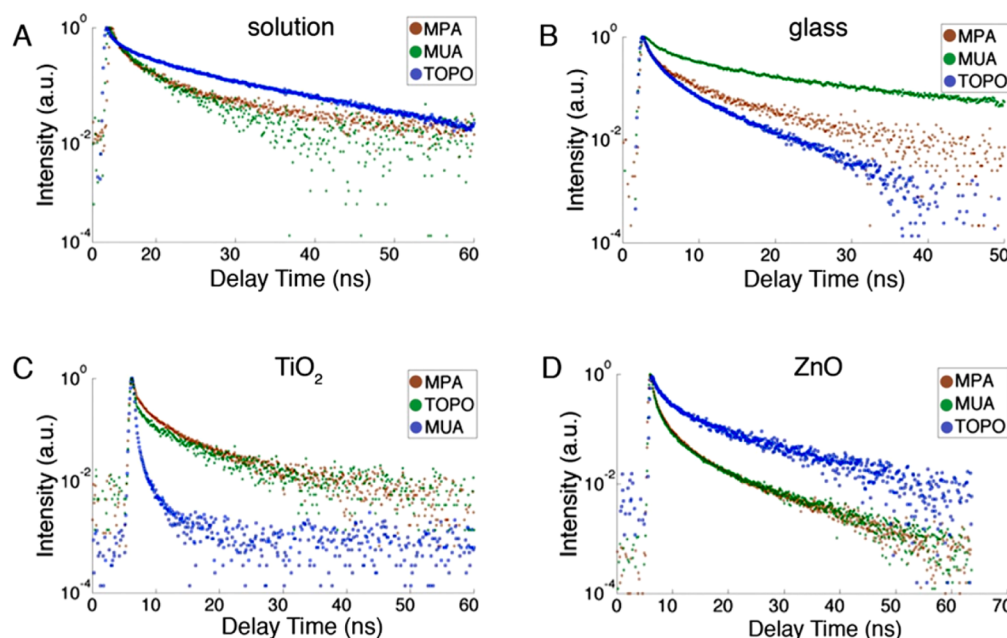 A
solution
MPA
MUA
TOPO
10^0
10^-2
10^-4
Intensity (a.u.)
0 20 30 40 50 60
Delay Time (ns)
B
glass
MPA
MUA
TOPO
10^0
10^-2
10^-4
Intensity (a.u.)
0 10 20 30 40 50
Delay Time (ns)
C
TiO2
MPA
TOPO
MUA
10^0
10^-2
10^-4
Intensity (a.u.)
0 10 20 30 40 50 60
Delay Time (ns)
D
ZnO
MPA
MUA
TOPO
10^0
10^-2
10^-4
Intensity (a.u.)
0 10 20 30 40 50 60 70
Delay Time (ns)